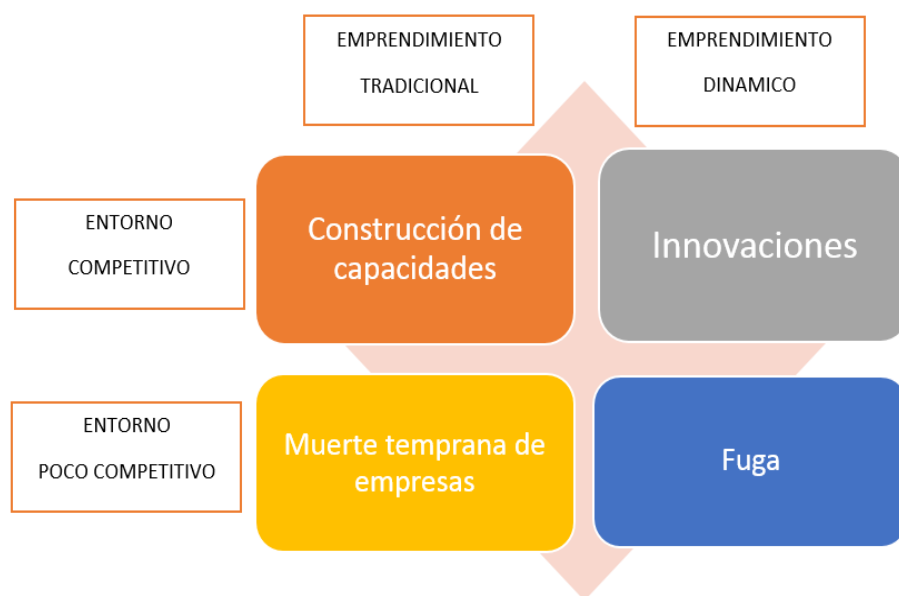 EMPRENDIMIENTO
TRADICIONAL
EMPRENDIMIENTO
DINAMICO
ENTORNO
COMPETITIVO
Construcción de
capacidades
Innovaciones
ENTORNO
POCO COMPETITIVO
Muerte temprana de
empresas
Fuga